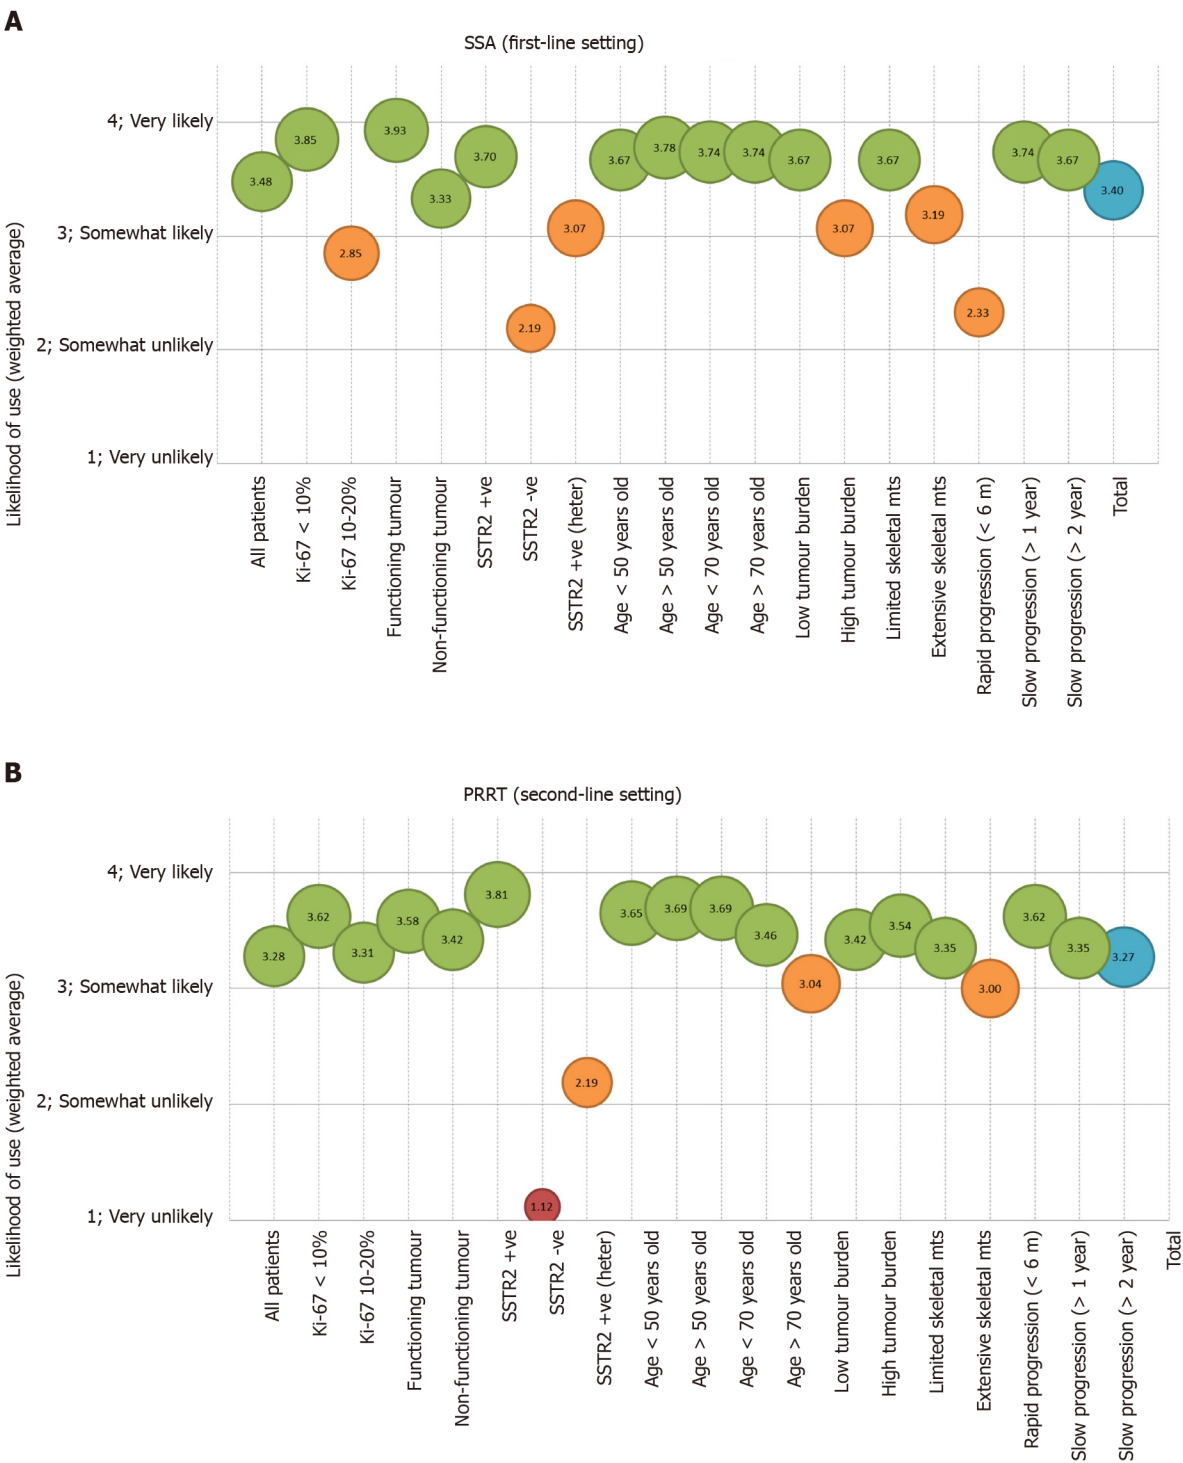 A
SSA (first-line setting)
Likelihood of use (weighted average)
4; Very likely
3; Somewhat likely
2; Somewhat unlikely
1; Very unlikely
3.48
3.85
2.85
3.93
3.33
3.70
2.19
3.07
3.67
3.78
3.74
3.74
3.67
3.07
3.67
3.19
2.33
3.74
3.67
3.40
All patients
Ki-67 < 10%
Ki-67 10-20%
Functioning tumour
Non-functioning tumour
SSTR2 +ve
SSTR2 -ve
SSTR2 +ve (heter)
Age < 50 years old
Age > 50 years old
Age < 70 years old
Age > 70 years old
Low tumour burden
High tumour burden
Limited skeletal mts
Extensive skeletal mts
Rapid progression (< 6 m)
Slow progression (> 1 year)
Slow progression (> 2 year)
Total
B
PRRT (second-line setting)
Likelihood of use (weighted average)
4; Very likely
3; Somewhat likely
2; Somewhat unlikely
1; Very unlikely
3.28
3.62
3.31
3.58
3.42
3.81
1.12
2.19
3.65
3.69
3.69
3.46
3.04
3.42
3.54
3.35
3.00
3.62
3.35
3.27
All patients
Ki-67 < 10%
Ki-67 10-20%
Functioning tumour
Non-functioning tumour
SSTR2 +ve
SSTR2 -ve
SSTR2 +ve (heter)
Age < 50 years old
Age > 50 years old
Age < 70 years old
Age > 70 years old
Low tumour burden
High tumour burden
Limited skeletal mts
Extensive skeletal mts
Rapid progression (< 6 m)
Slow progression (> 1 year)
Slow progression (> 2 year)
Total